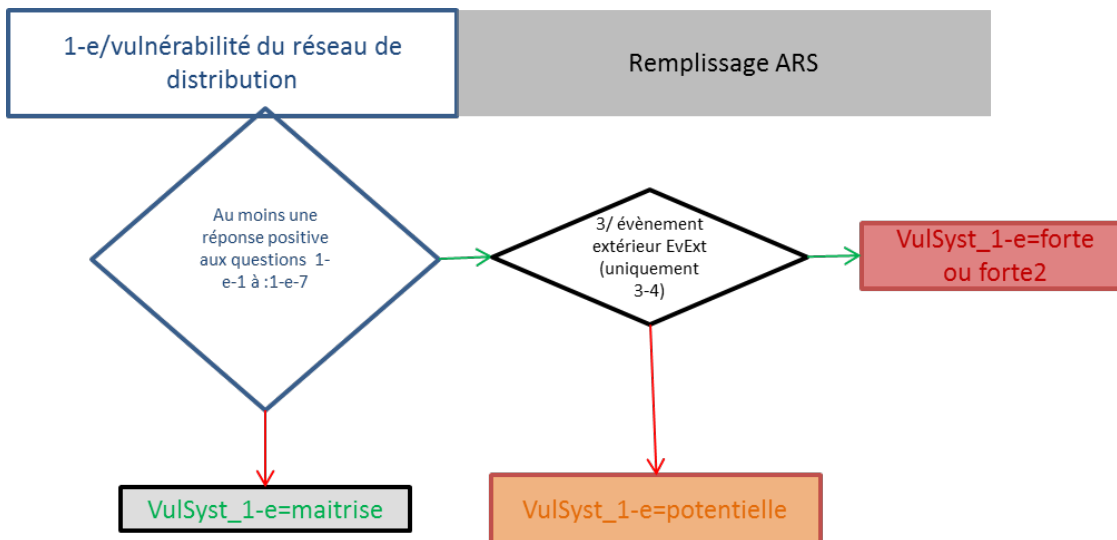 1-e/vulnérabilité du réseau de
distribution
Remplissage ARS
Au moins une
réponse positive
aux questions 1-
e-1 à :1-e-7
3/ évènement
extérieur EvExt
(uniquement
3-4)
VulSyst_1-e=forte
ou forte2
VulSyst_1-e=maitrise
VulSyst_1-e=potentielle